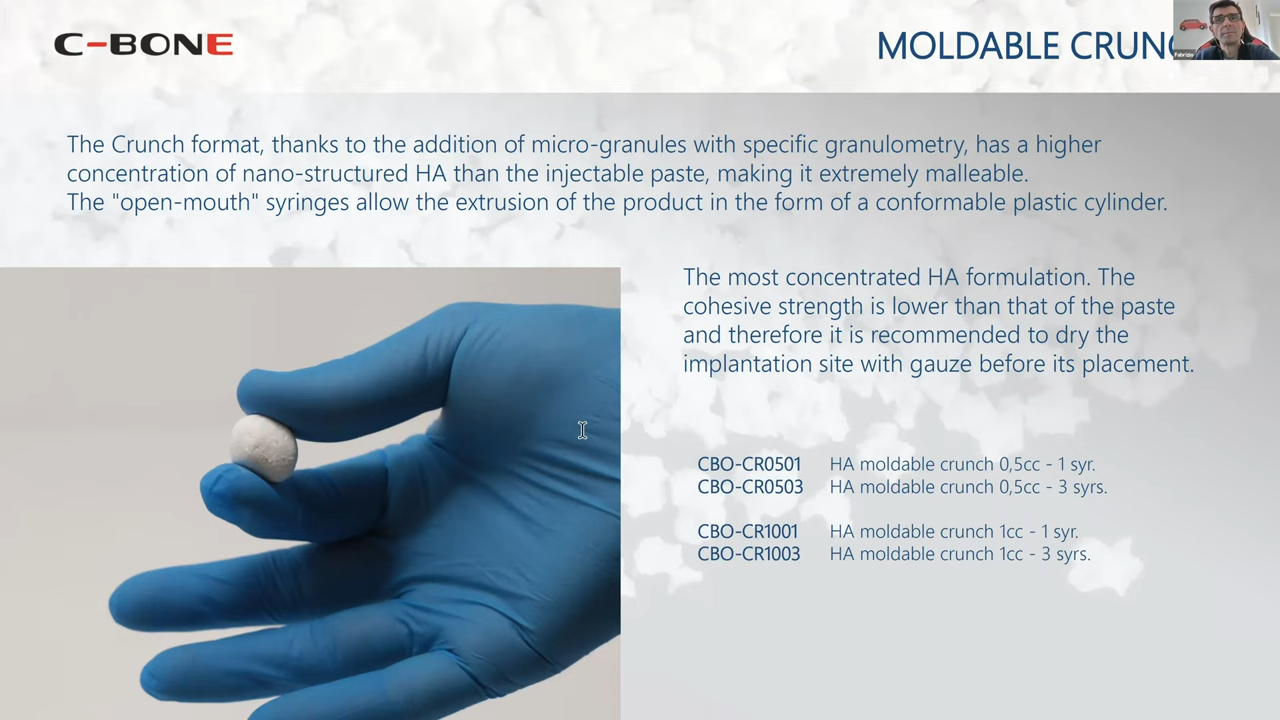 C-BONE
MOLDABLE CRUNC
Fabrizio
The Crunch format, thanks to the addition of micro-granules with specific granulometry, has a higher
concentration of nano-structured HA than the injectable paste, making it extremely malleable.
The "open-mouth" syringes allow the extrusion of the product in the form of a conformable plastic cylinder.
The most concentrated HA formulation. The
cohesive strength is lower than that of the paste
and therefore it is recommended to dry the
implantation site with gauze before its placement.
CBO-CR0501 HA moldable crunch 0,5cc - 1 syr.
CBO-CR0503 HA moldable crunch 0,5cc - 3 syrs.
CBO-CR1001 HA moldable crunch 1cc - 1 syr.
CBO-CR1003 HA moldable crunch 1cc - 3 syrs.